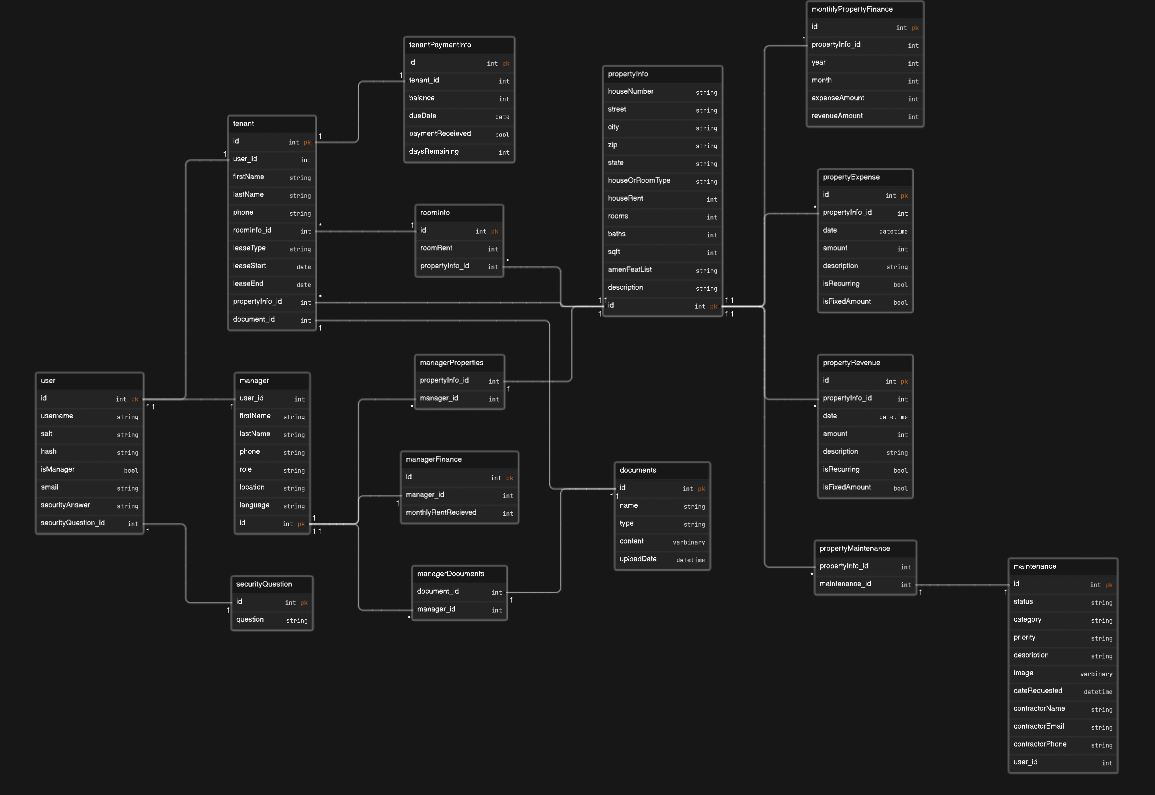 monthlyPropertyFinance
id int pk
propertyInfo_id int
year int
month int
expenseAmount int
revenueAmount int
tenantPaymentInfo
id int pk
tenant_id int
balance int
dueDate date
paymentRecieved bool
daysRemaining int
propertyInfo
houseNumber string
street string
city string
zip string
state string
houseOrRoomType string
houseRent int
rooms int
baths int
sqft int
amenFeatList string
description string
id int pk
tenant
id int pk
user_id int
firstName string
lastName string
phone string
roomInfo_id int
leaseType string
leaseStart date
leaseEnd date
propertyInfo_id int
document_id int
propertyExpense
id int pk
propertyInfo_id int
date datetime
amount int
description string
isRecurring bool
isFixedAmount bool
roomInfo
id int pk
roomRent int
propertyInfo_id int
managerProperties
propertyInfo_id int
manager_id int
propertyRevenue
id int pk
propertyInfo_id int
date
amount int
description string
isRecurring bool
isFixedAmount bool
user
id int pk
username string
salt string
hash string
isManager bool
email string
securityAnswer string
securityQuestion_id int
manager
user_id int
firstName string
lastName string
phone string
role string
location string
language string
id int pk
managerFinance
id int pk
manager_id int
monthlyRentRecieved int
documents
id int pk
name string
type string
content varbinary
uploadDate datetime
propertyMaintenance
propertyInfo_id int
maintenance_id int
managerDocuments
document_id int
manager_id int
securityQuestion
id int pk
question string
maintenance
id int pk
status string
category string
priority string
description string
image varbinary
dateRequested datetime
contractorName string
contractorEmail string
contractorPhone string
user_id int